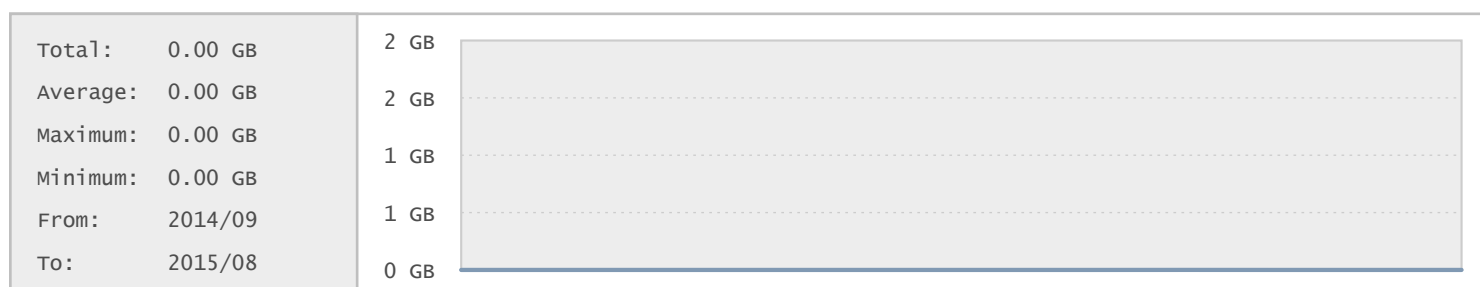 Total: 0.00 GB
Average: 0.00 GB
Maximum: 0.00 GB
Minimum: 0.00 GB
From: 2014/09
To: 2015/08
2 GB
2 GB
1 GB
1 GB
0 GB